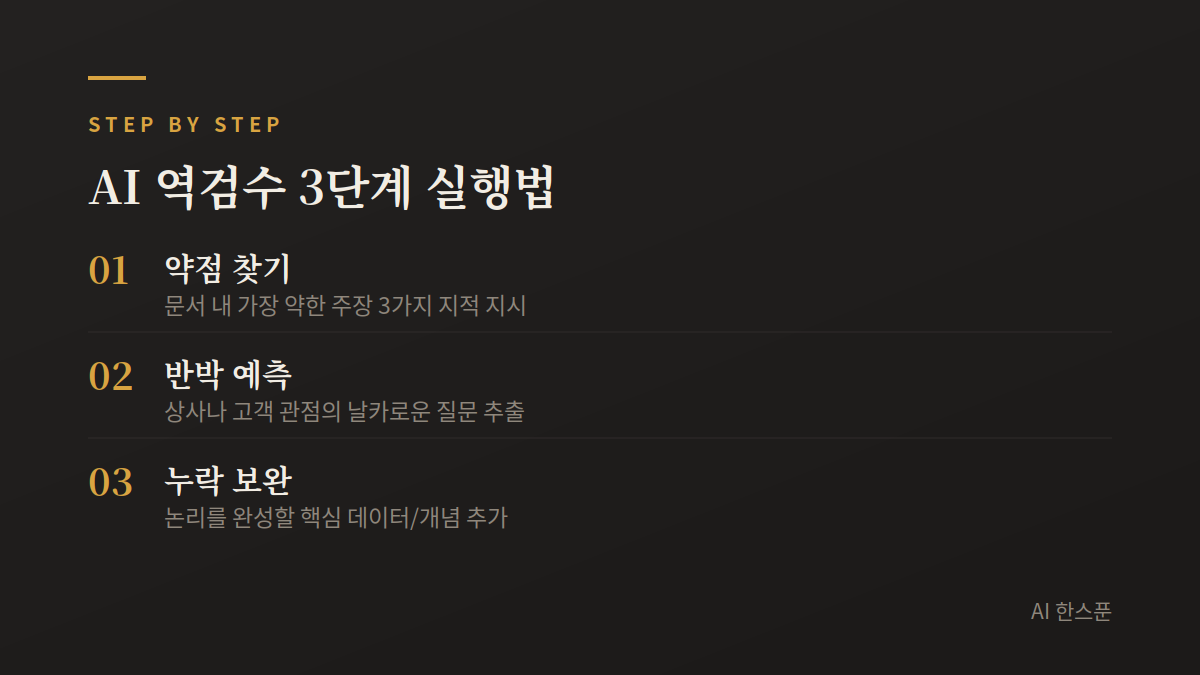 STEP BY STEP
AI 역검수 3단계 실행법
01 약점 찾기
문서 내 가장 약한 주장 3가지 지적 지시
02 반박 예측
상사나 고객 관점의 날카로운 질문 추출
03 누락 보완
논리를 완성할 핵심 데이터/개념 추가
AI 한스푼